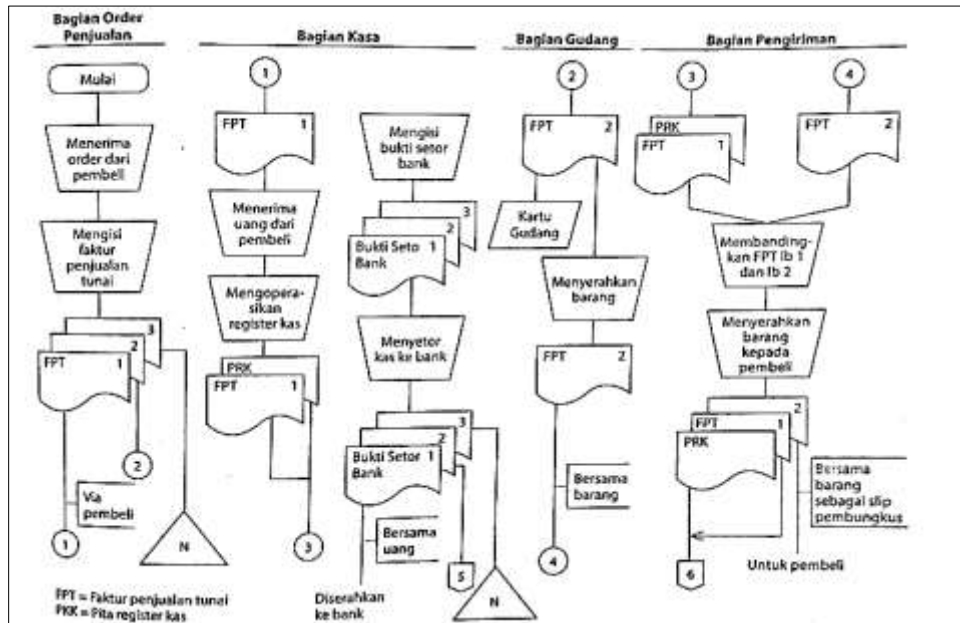 Bagian Order
Penjualan
Mulai
Menerima
order dari
pembeli
Mengisi
faktur
penjualan
tunai
3
2
FPT 1
2
Via
pembeli
1
N
FPT = Faktur penjualan tunai
PKK = Pita register kas
Bagian Kasa
1
FPT 1
Menerima
uang dari
pembeli
Mengopera-
sikan
register kas
PRK
FPT 1
3
Mengisi
bukti setor
bank
3
2
Bukti Seto 1
Bank
Menyetor
kas ke bank
3
2
Bukti Setor 1
Bank
Bersama
uang
5
N
Diserahkan
ke bank
Bagian Gudang
2
FPT 2
Kartu
Gudang
Menyerahkan
barang
FPT 2
Bersama
barang
4
Bagian Pengiriman
3
4
PRK
FPT 1
FPT 2
Membanding-
kan FPT lb 1
dan lb 2
Menyerahkan
barang
kepada
pembeli
2
FPT 1
PRK
Bersama
barang
sebagai slip
pembungkus
6
Untuk pembeli